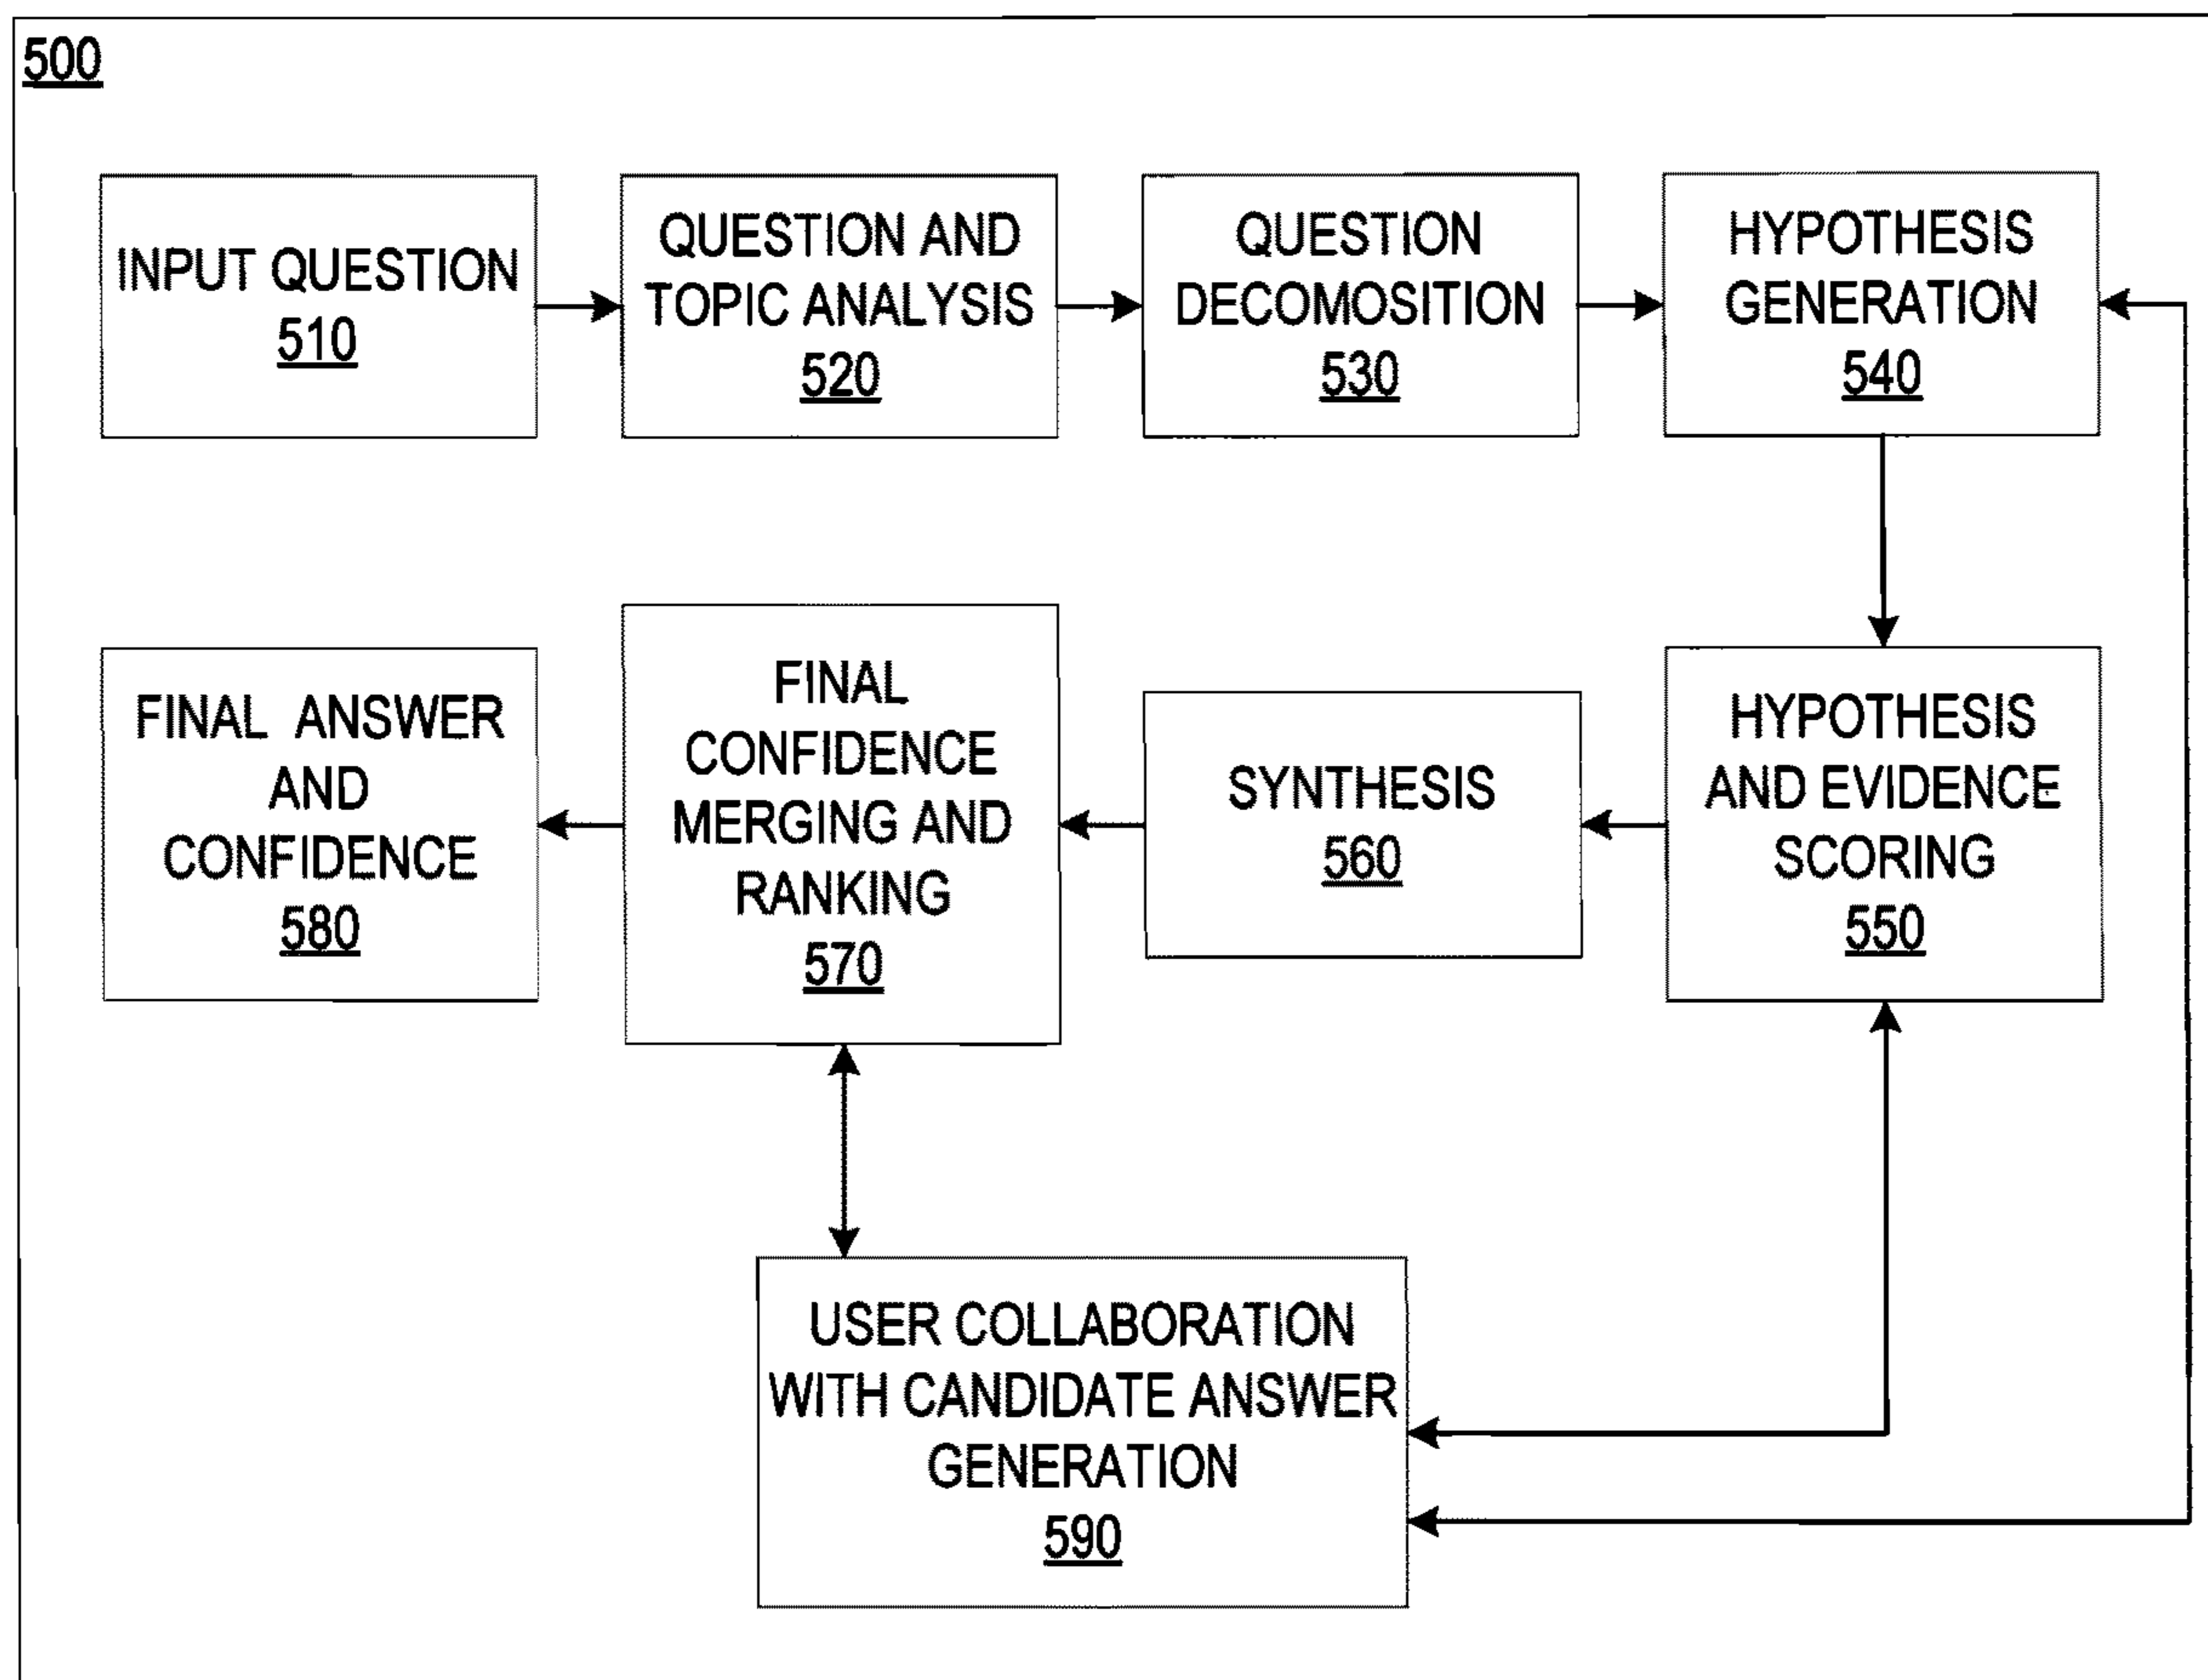 500
INPUT QUESTION
510
QUESTION AND
TOPIC ANALYSIS
520
QUESTION
DECOMOSITION
530
HYPOTHESIS
GENERATION
540
FINAL ANSWER
AND
CONFIDENCE
580
FINAL
CONFIDENCE
MERGING AND
RANKING
570
SYNTHESIS
560
HYPOTHESIS
AND EVIDENCE
SCORING
550
USER COLLABORATION
WITH CANDIDATE ANSWER
GENERATION
590